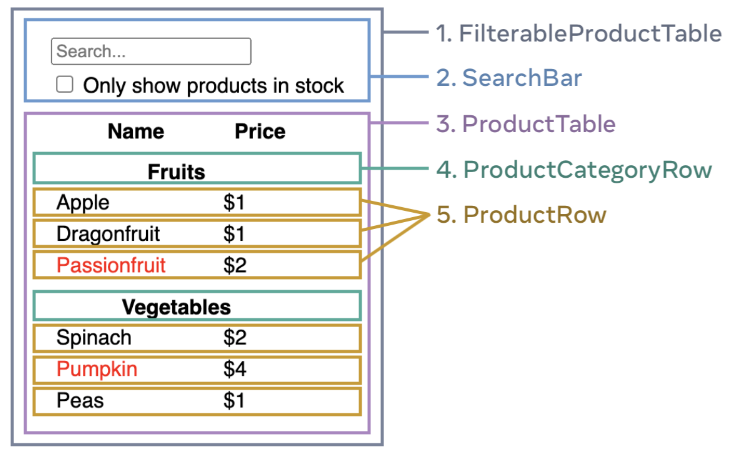 Search...
Only show products in stock
Name Price
Fruits
Apple $1
Dragonfruit $1
Passionfruit $2
Vegetables
Spinach $2
Pumpkin $4
Peas $1
1. FilterableProductTable
2. SearchBar
3. ProductTable
4. ProductCategoryRow
5. ProductRow